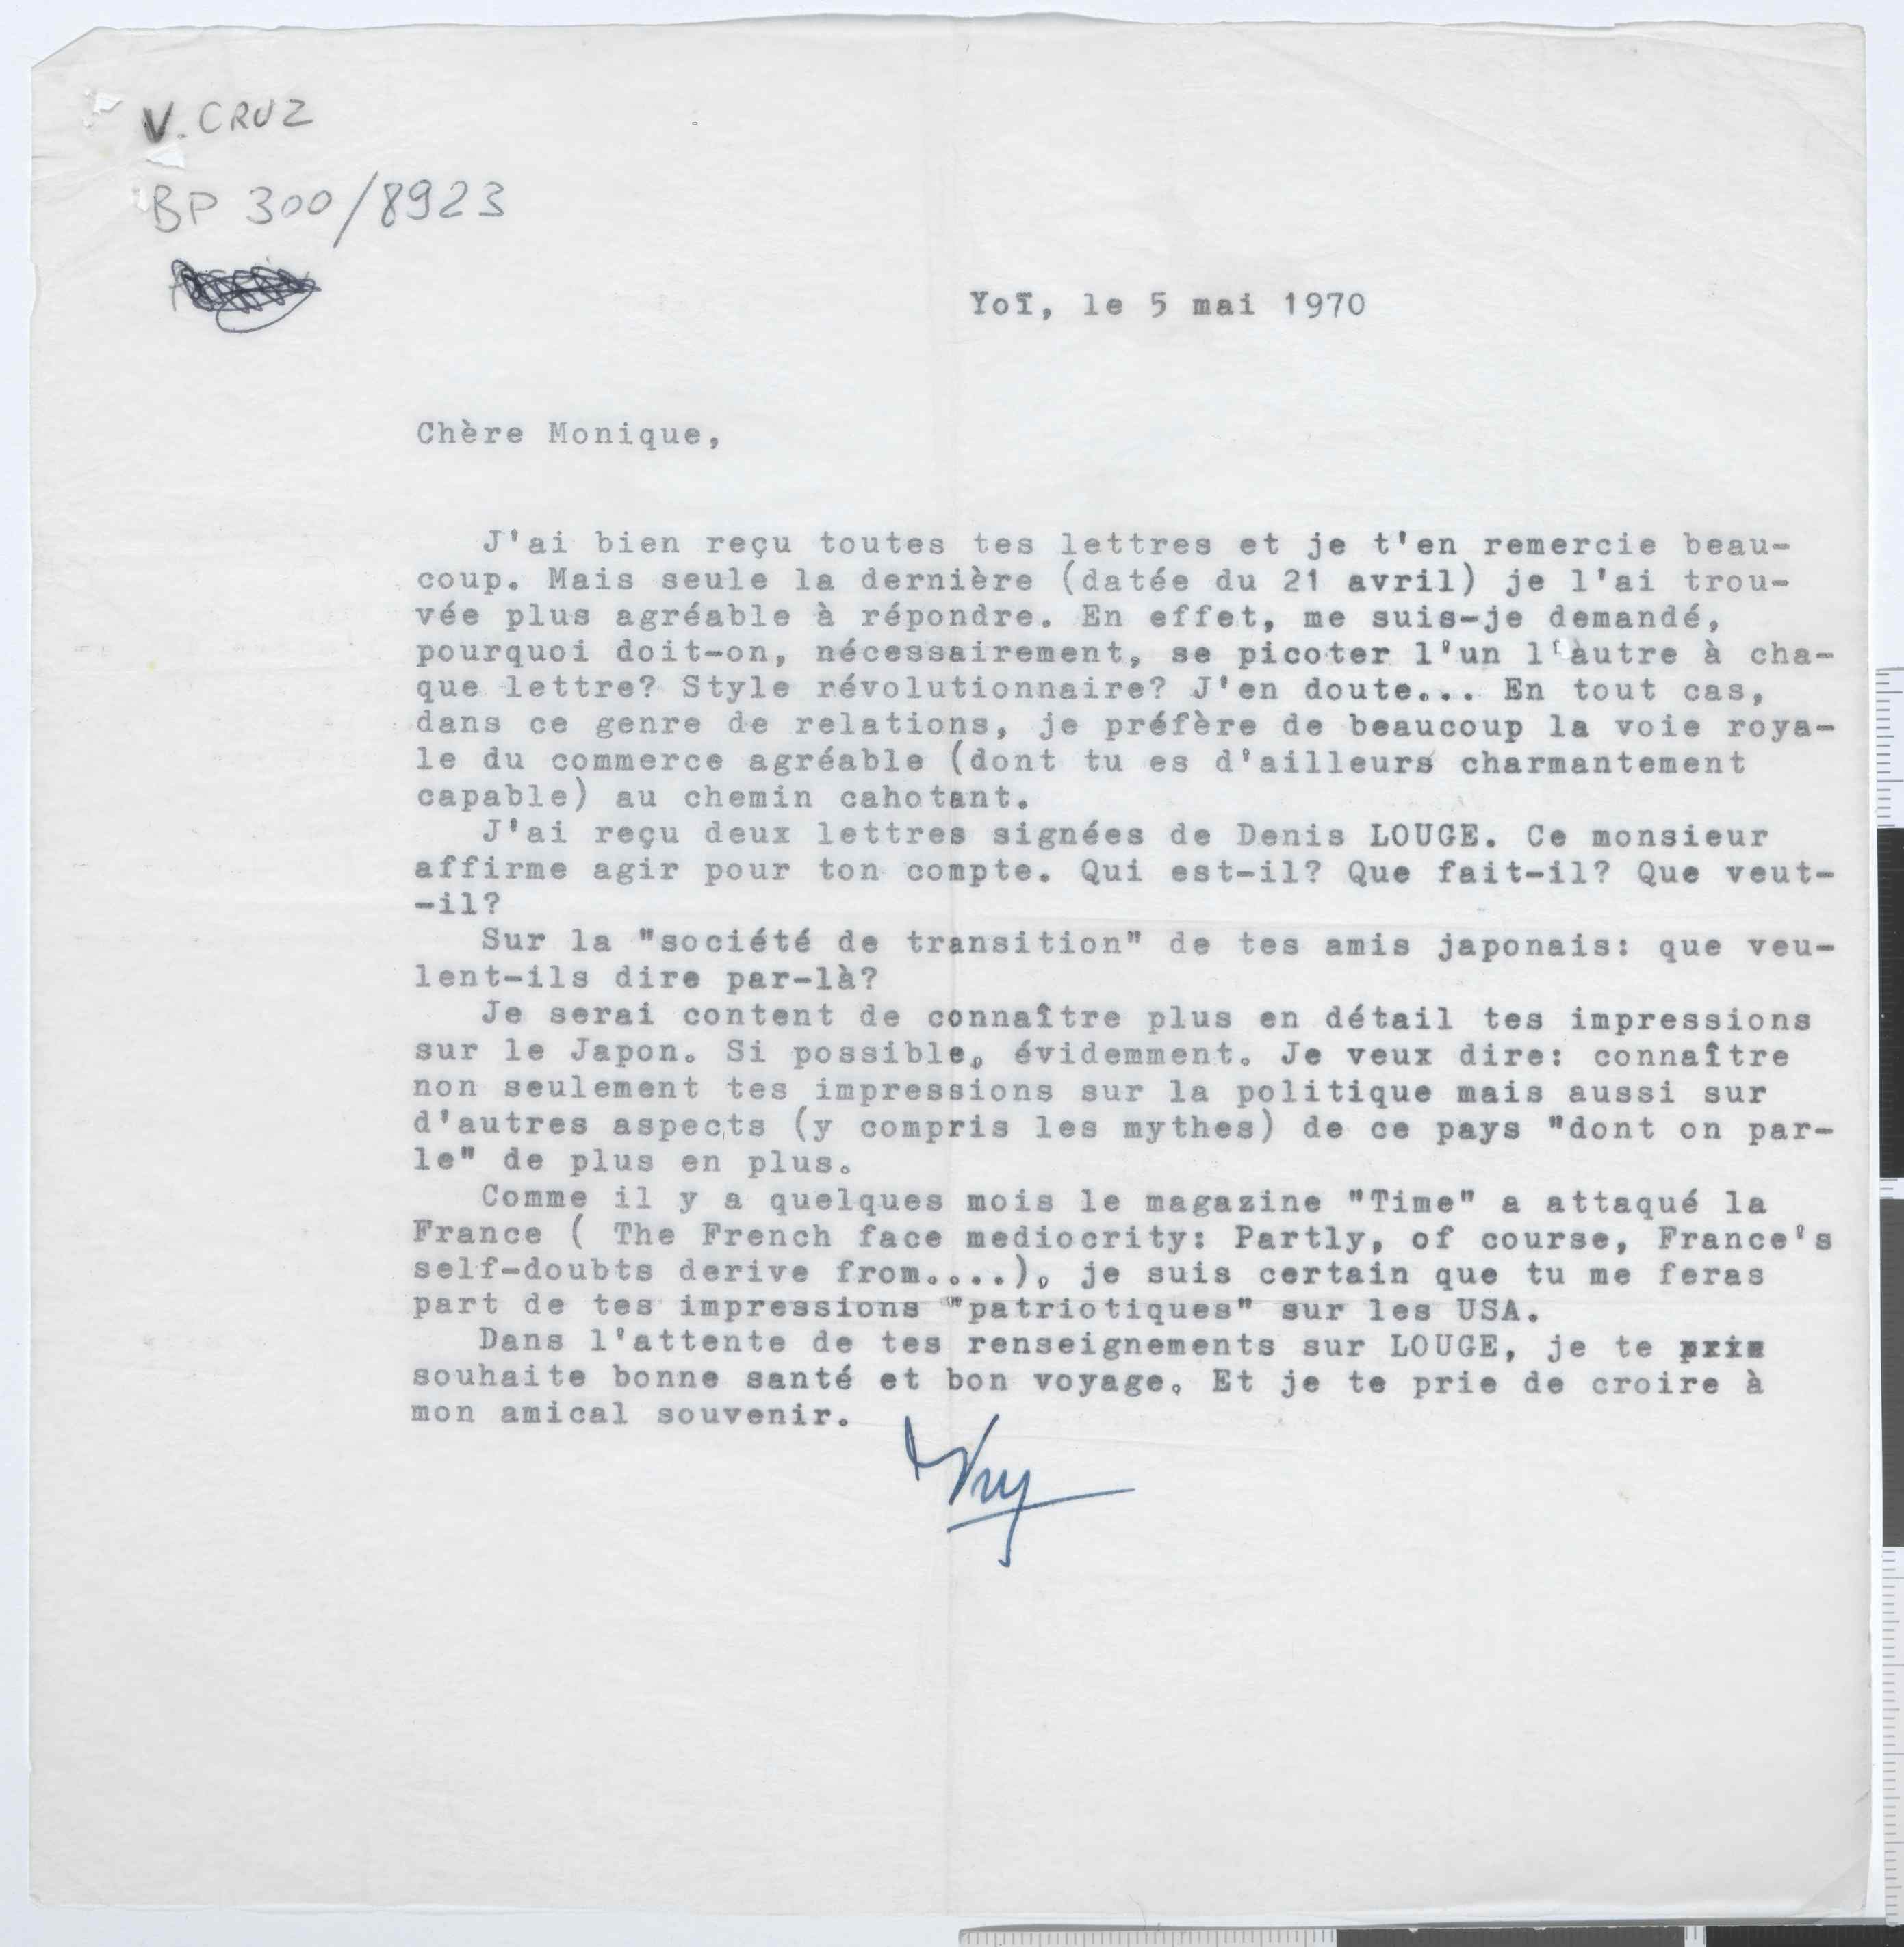 V. CRUZ
BP 300/8923
Yoï, le 5 mai 1970
Chère Monique,
J'ai bien reçu toutes tes lettres et je t'en remercie beau-
coup. Mais seule la dernière (datée du 21 avril) je l'ai trou-
vée plus agréable à répondre. En effet, me suis-je demandé,
pourquoi doit-on, nécessairement, se picoter l'un l'àutre à cha-
que lettre? Style révolutionnaire? J'en doute... En tout cas,
dans ce genre de relations, je préfère de beaucoup la voie roya-
le du commerce agréable (dont tu es d'ailleurs charmantement
capable) au chemin cahotant.
J'ai reçu deux lettres signées de Denis LOUGE. Ce monsieur
affirme agir pour ton compte. Qui est-il? Que fait-il? Que veut-
-il?
Sur la "société de transition" de tes amis japonais: que veu-
lent-ils dire par-là?
Je serai content de connaître plus en détail tes impressions
sur le Japon. Si possible, évidemment. Je veux dire: connaître
non seulement tes impressions sur la politique mais aussi sur
d'autres aspects (y compris les mythes) de ce pays "dont on par-
le" de plus en plus.
Comme il y a quelques mois le magazine "Time" a attaqué la
France ( The French face mediocrity: Partly, of course, France's
self-doubts derive from....), je suis certain que tu me feras
part de tes impressions "patriotiques" sur les USA.
Dans l'attente de tes renseignements sur LOUGE, je te
souhaite bonne santé et bon voyage. Et je te prie de croire à
mon amical souvenir.